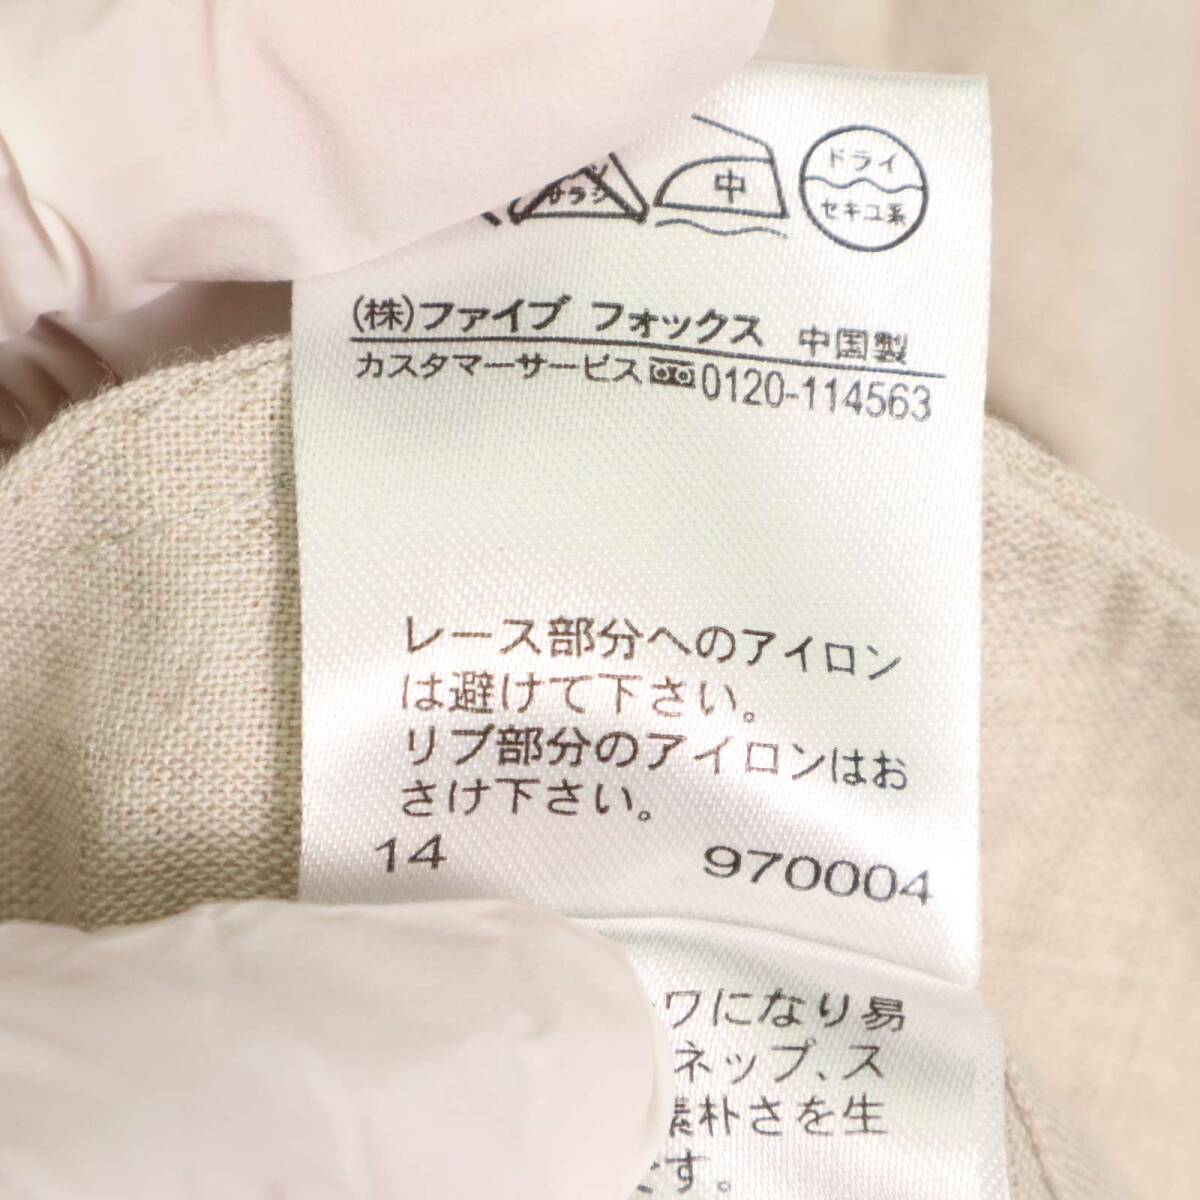 サラシ
中
ドライ
セキユ系
(株)ファイブ フォックス 中国製
カスタマーサービス 0120-114563
レース部分へのアイロン
は避けて下さい。
リブ部分のアイロンはお
さけ下さい。
14 970004
ワになり易
ネップ、ス
素朴さを生
です。